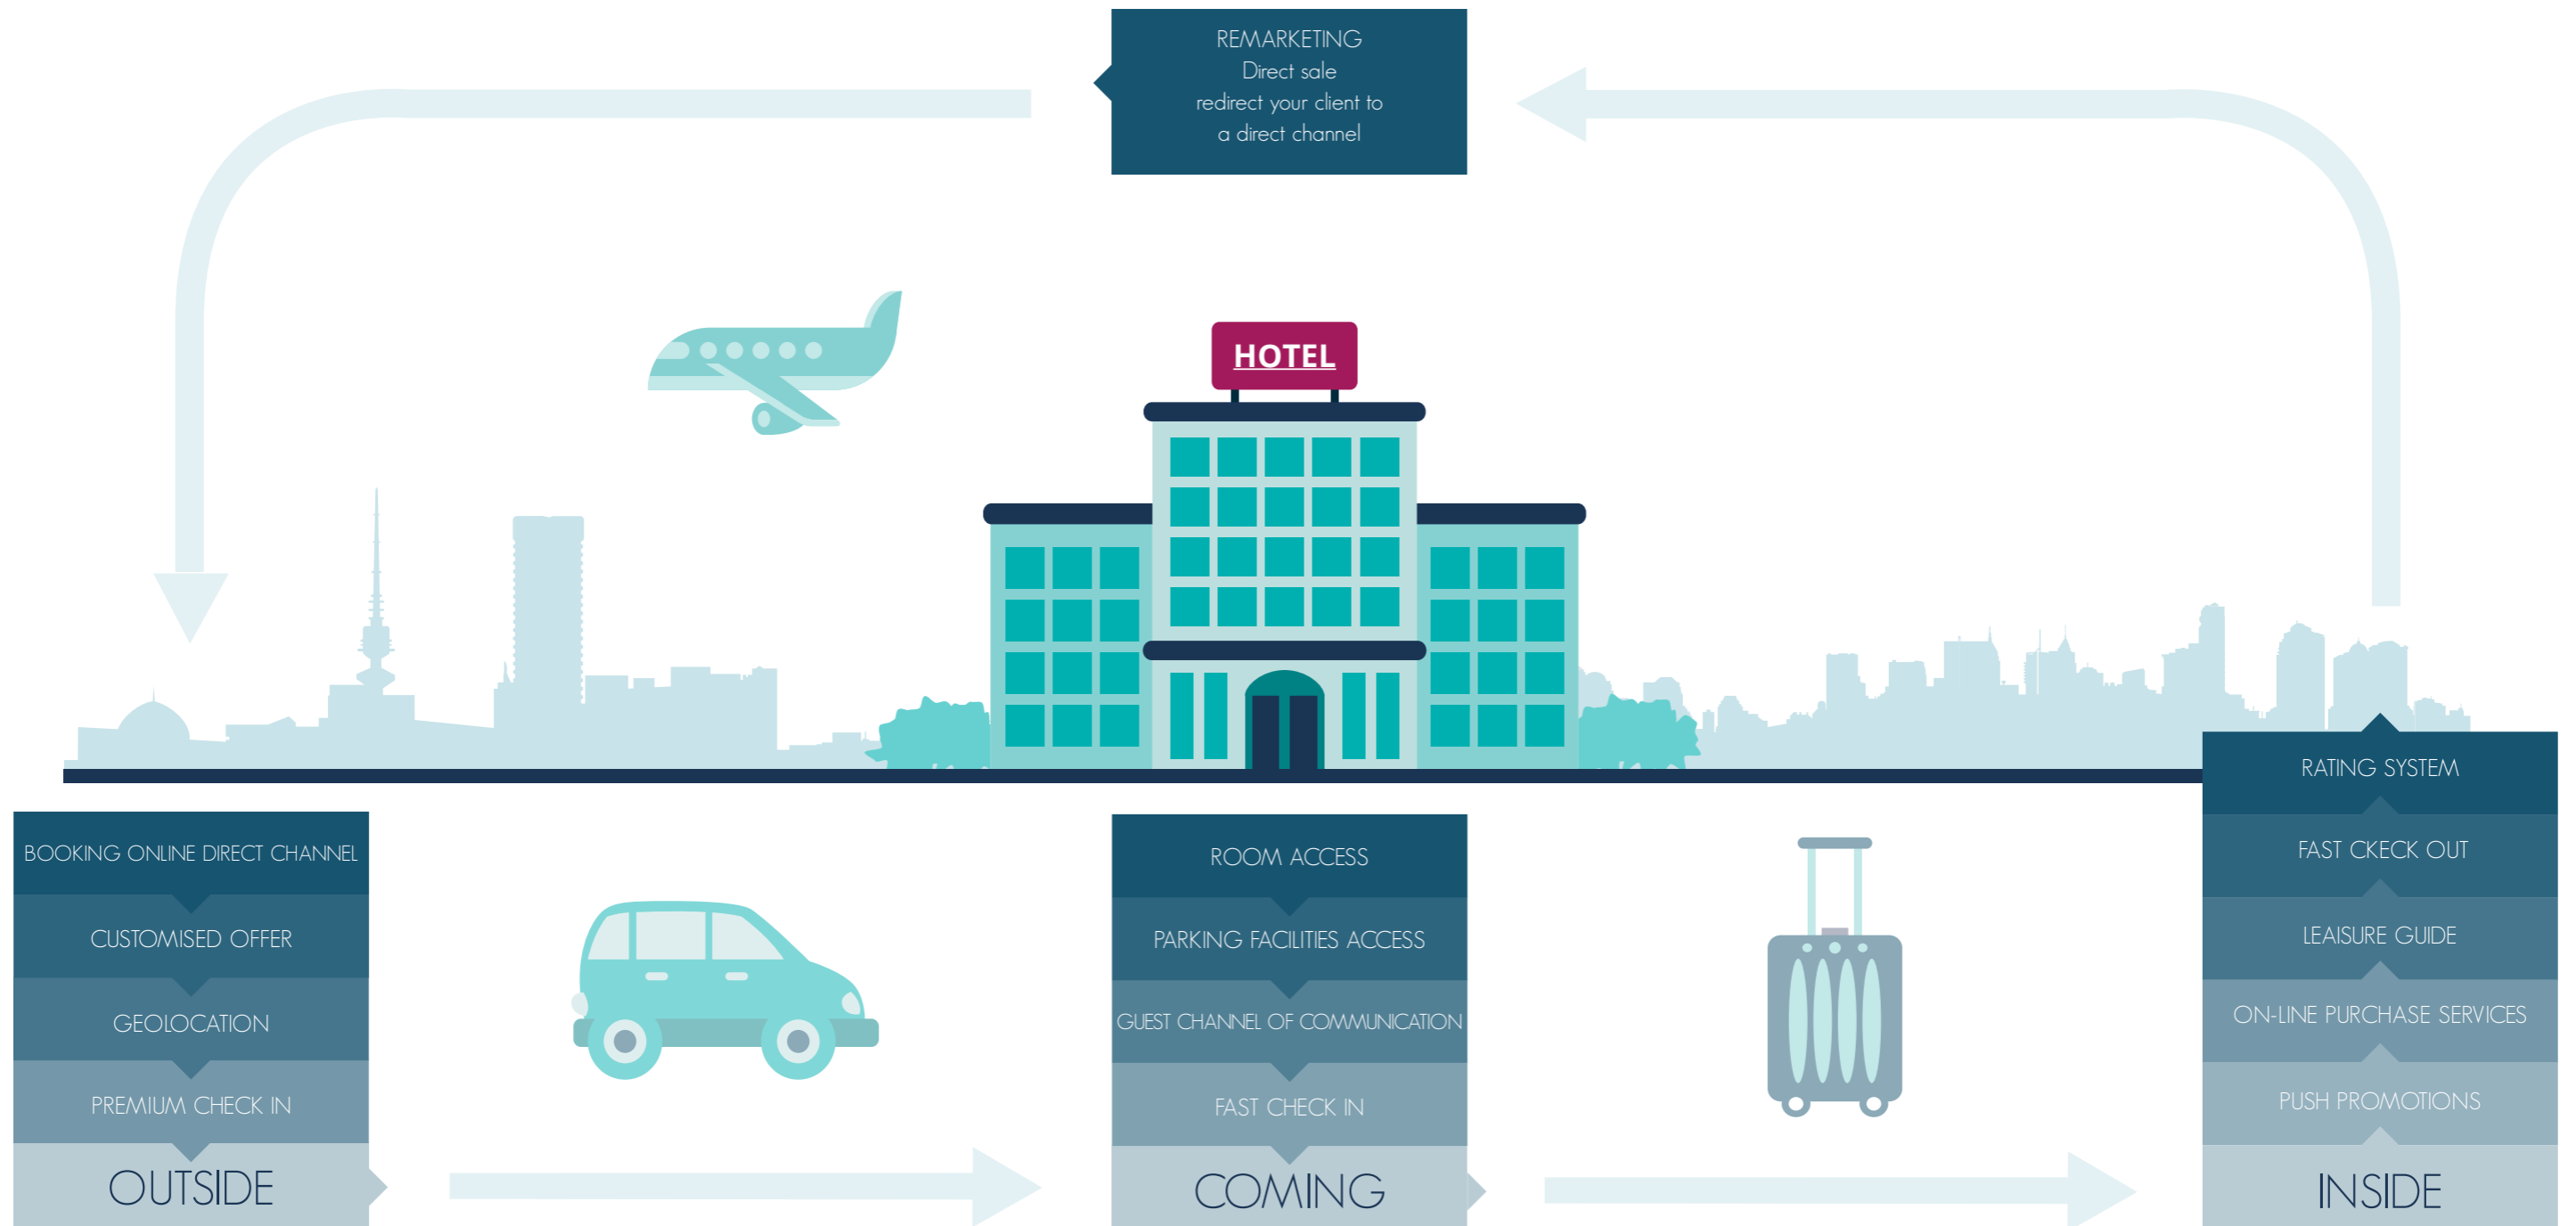 REMARKETING
Direct sale
redirect your client to
a direct channel
HOTEL
BOOKING ONLINE DIRECT CHANNEL
CUSTOMISED OFFER
GEOLOCATION
PREMIUM CHECK IN
OUTSIDE
ROOM ACCESS
PARKING FACILITIES ACCESS
GUEST CHANNEL OF COMMUNICATION
FAST CHECK IN
COMING
RATING SYSTEM
FAST CKECK OUT
LEAISURE GUIDE
ON-LINE PURCHASE SERVICES
PUSH PROMOTIONS
INSIDE